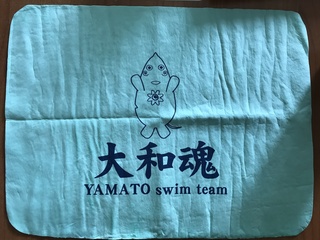 大和魂
YAMATO swim team